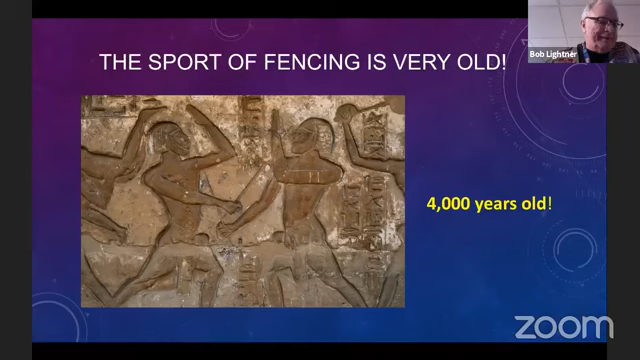 Bob Lightner
THE SPORT OF FENCING IS VERY OLD!
4,000 years old!
zoom